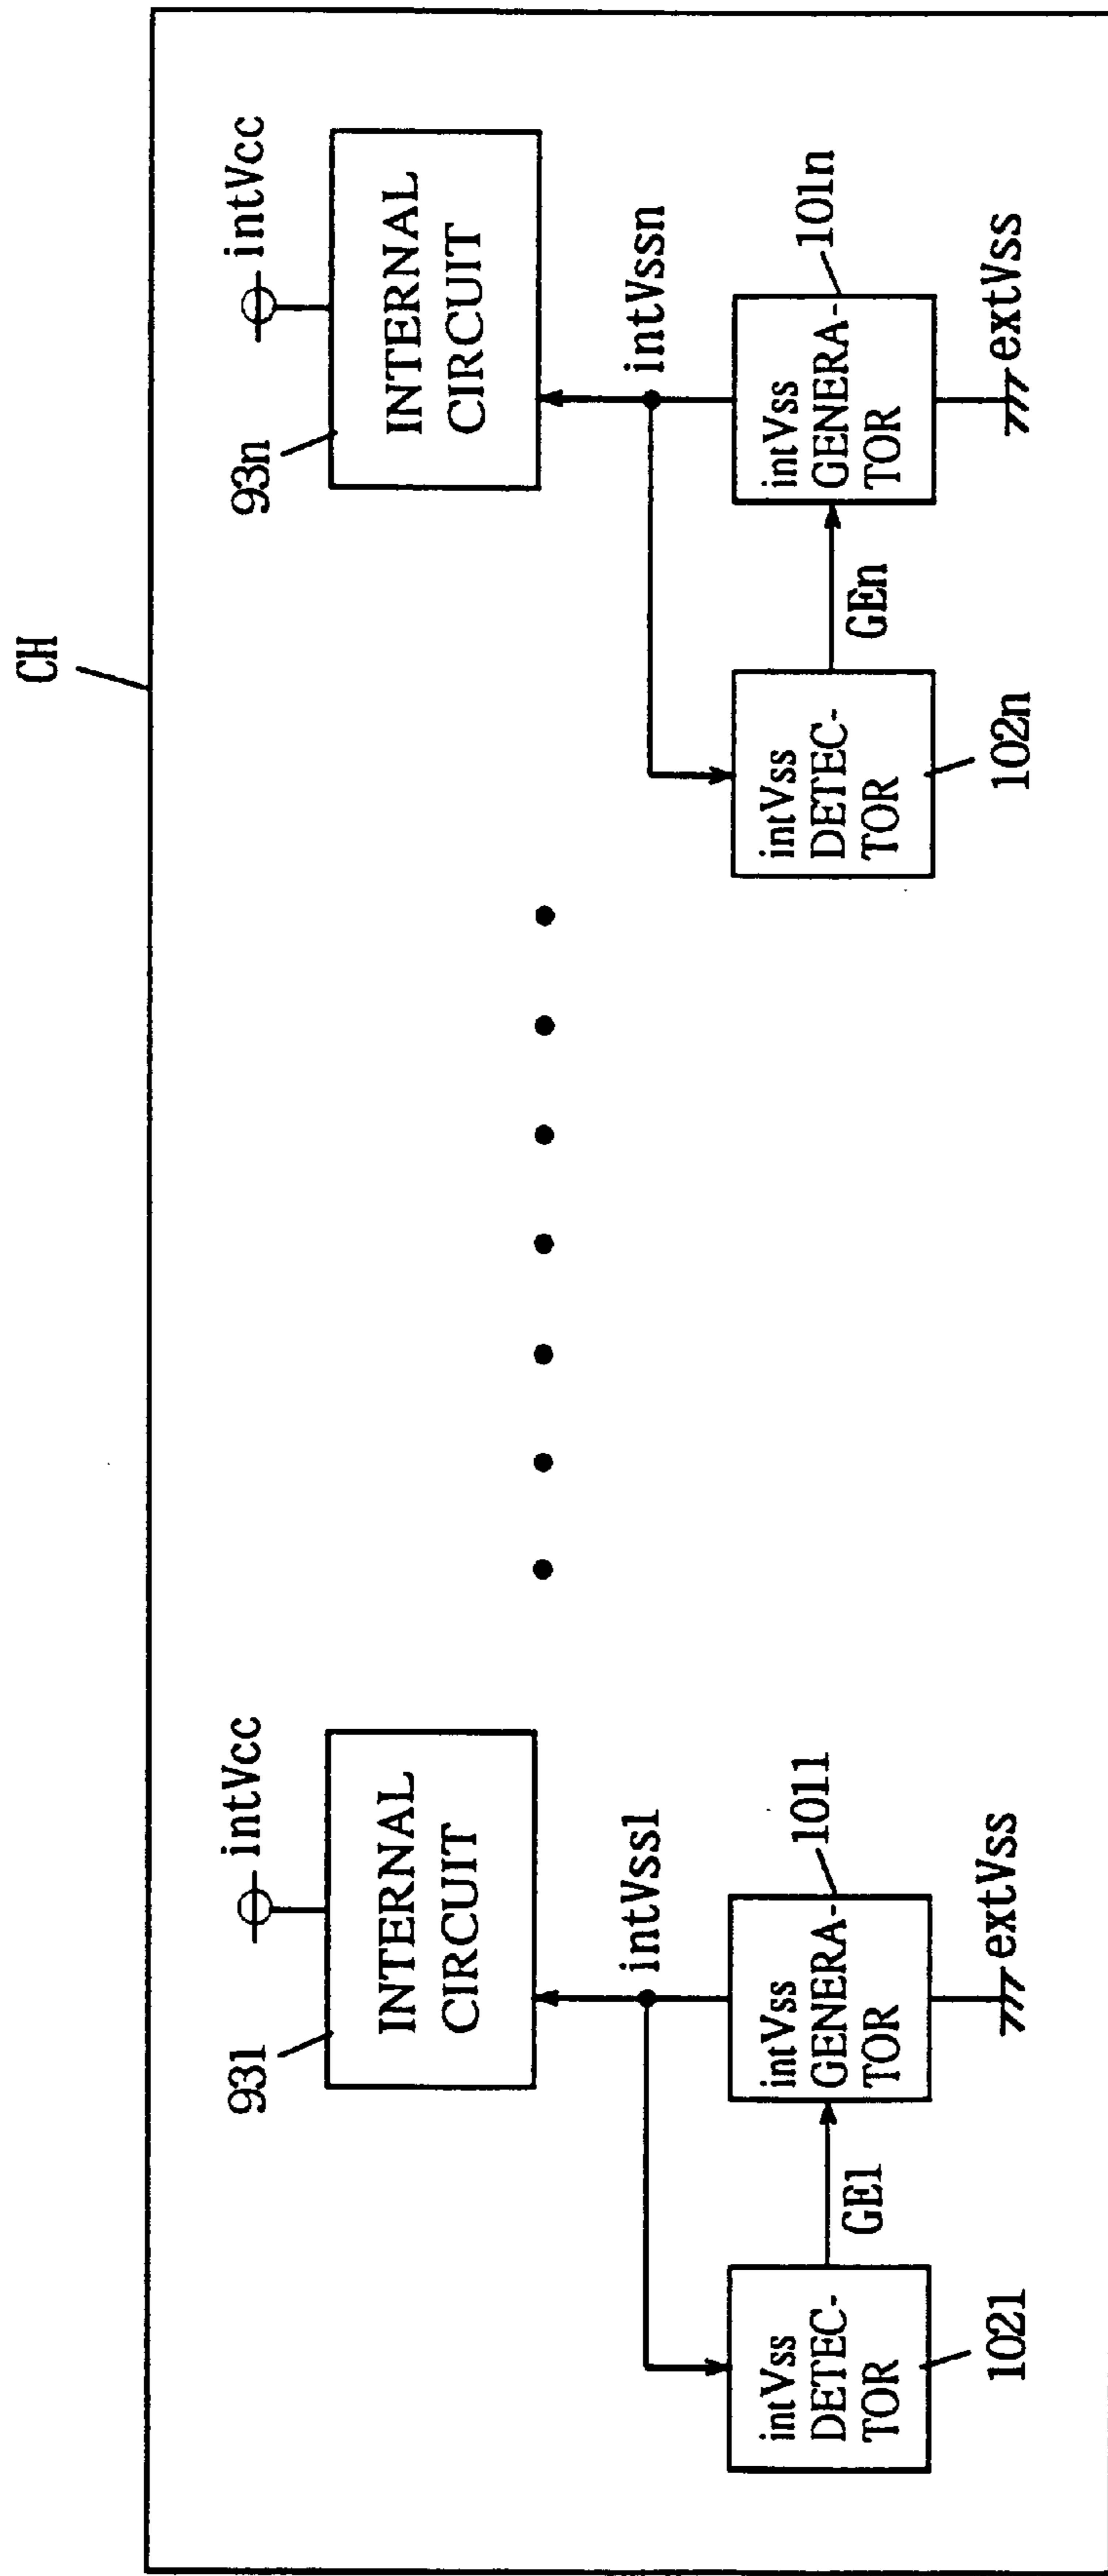 CH
intVcc
INTERNAL
CIRCUIT
931
intVss1
intVss
GENERA-
TOR
1011
extVss
GE1
intVss
DETEC-
TOR
1021
intVcc
INTERNAL
CIRCUIT
93n
intVssn
intVss
GENERA-
TOR
101n
extVss
GEn
intVss
DETEC-
TOR
102n